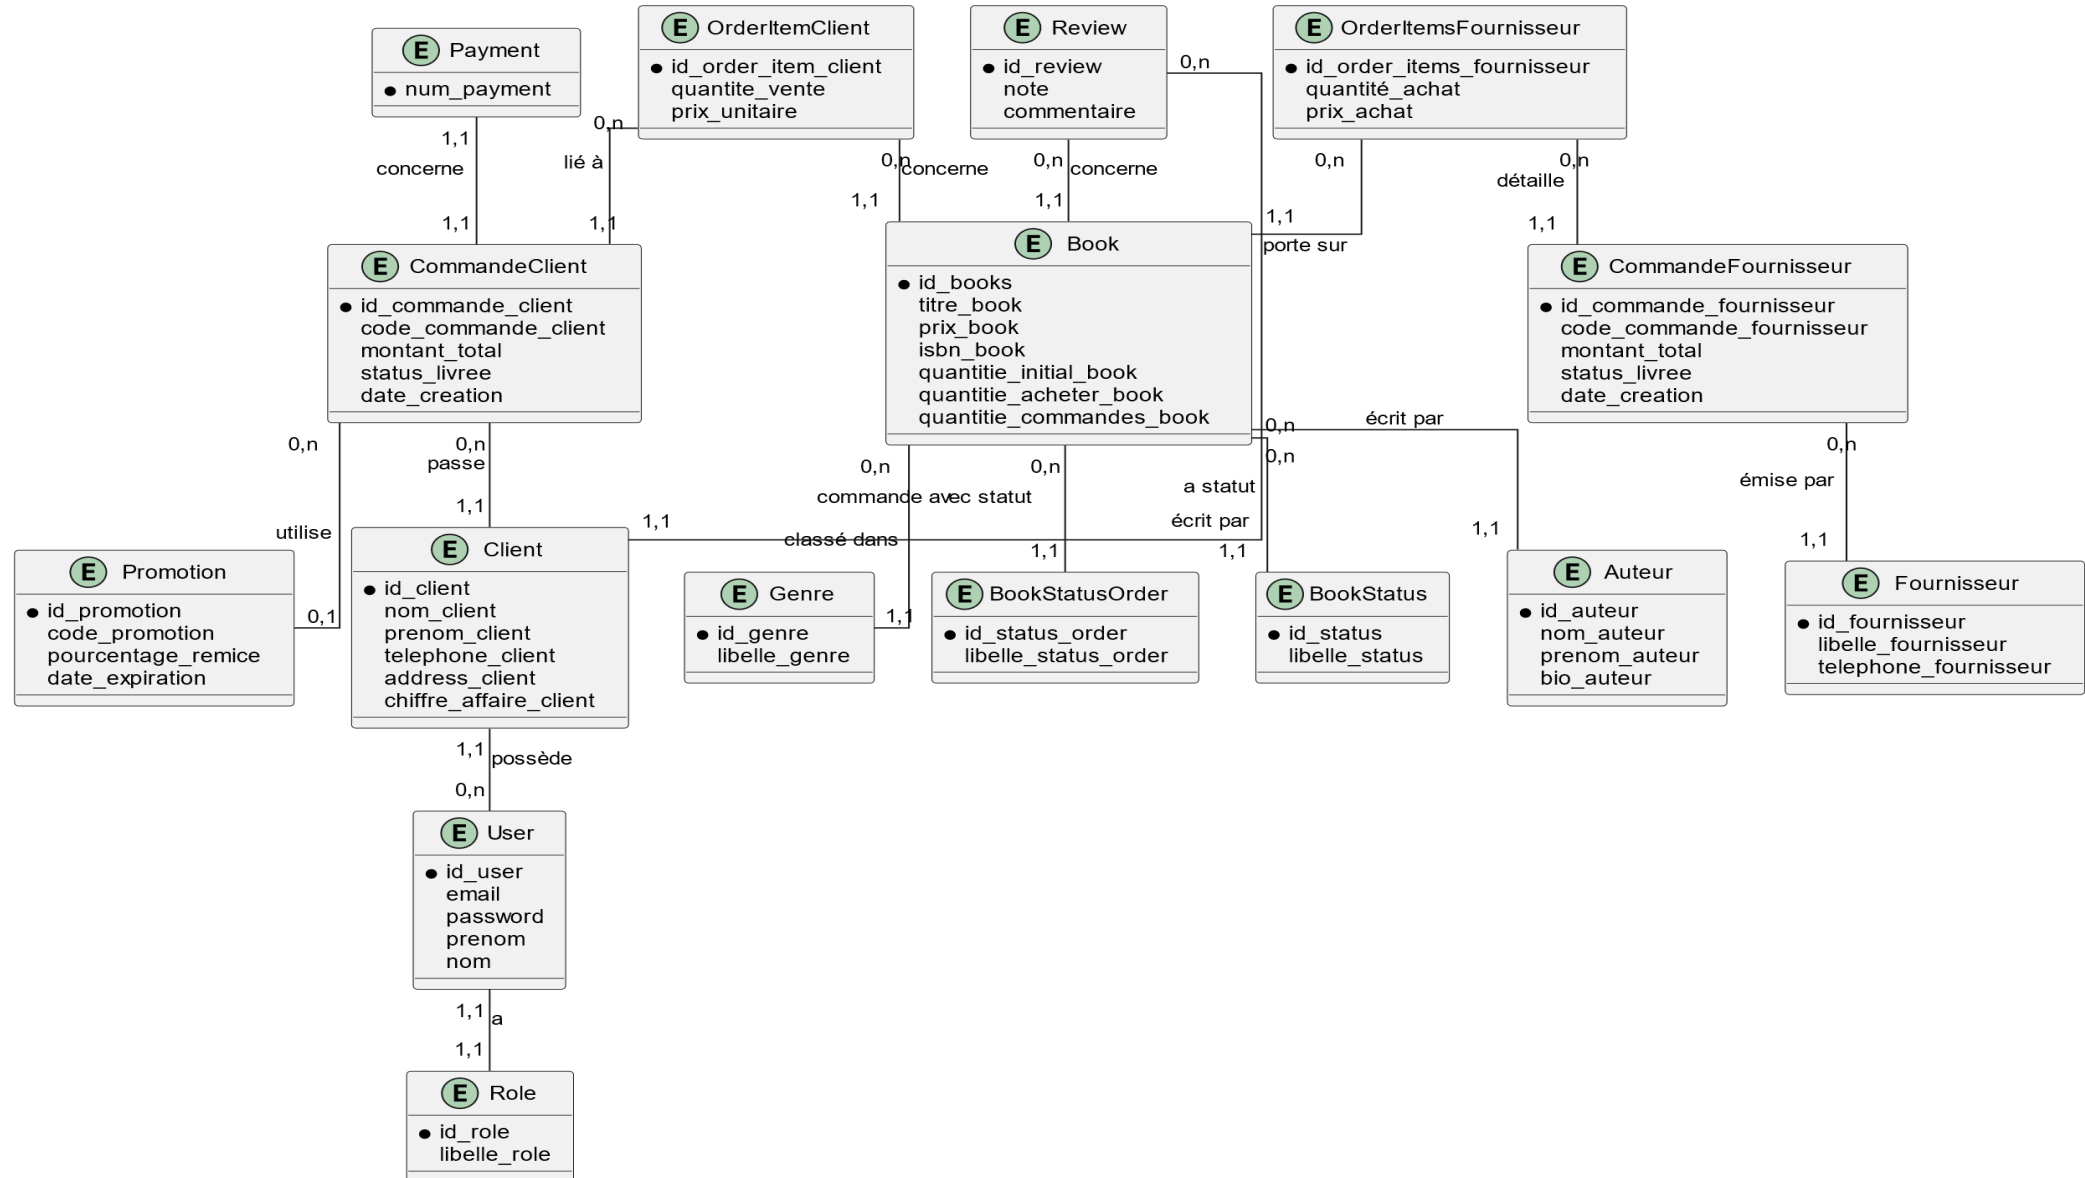 E Payment
num_payment
E OrderItemClient
id_order_item_client
quantite_vente
prix_unitaire
E Review
id_review
note
commentaire
E OrderItemsFournisseur
id_order_items_fournisseur
quantité_achat
prix_achat
1,1
concerne
1,1
0,n
lié à
1,1
0,n
concerne
1,1
0,n
concerne
1,1
0,n
0,n
1,1
porte sur
0,n
détaille
1,1
E CommandeClient
id_commande_client
code_commande_client
montant_total
status_livree
date_creation
E Book
id_books
titre_book
prix_book
isbn_book
quantitie_initial_book
quantitie_acheter_book
quantitie_commandes_book
E CommandeFournisseur
id_commande_fournisseur
code_commande_fournisseur
montant_total
status_livree
date_creation
0,n
utilise
0,1
0,n
passe
1,1
1,1
écrit par
0,n
classé dans
1,1
0,n
commande avec statut
1,1
0,n
a statut
1,1
0,n
écrit par
1,1
0,n
émise par
1,1
E Promotion
id_promotion
code_promotion
pourcentage_remice
date_expiration
E Client
id_client
nom_client
prenom_client
telephone_client
address_client
chiffre_affaire_client
E Genre
id_genre
libelle_genre
E BookStatusOrder
id_status_order
libelle_status_order
E BookStatus
id_status
libelle_status
E Auteur
id_auteur
nom_auteur
prenom_auteur
bio_auteur
E Fournisseur
id_fournisseur
libelle_fournisseur
telephone_fournisseur
1,1
possède
0,n
E User
id_user
email
password
prenom
nom
1,1
a
1,1
E Role
id_role
libelle_role